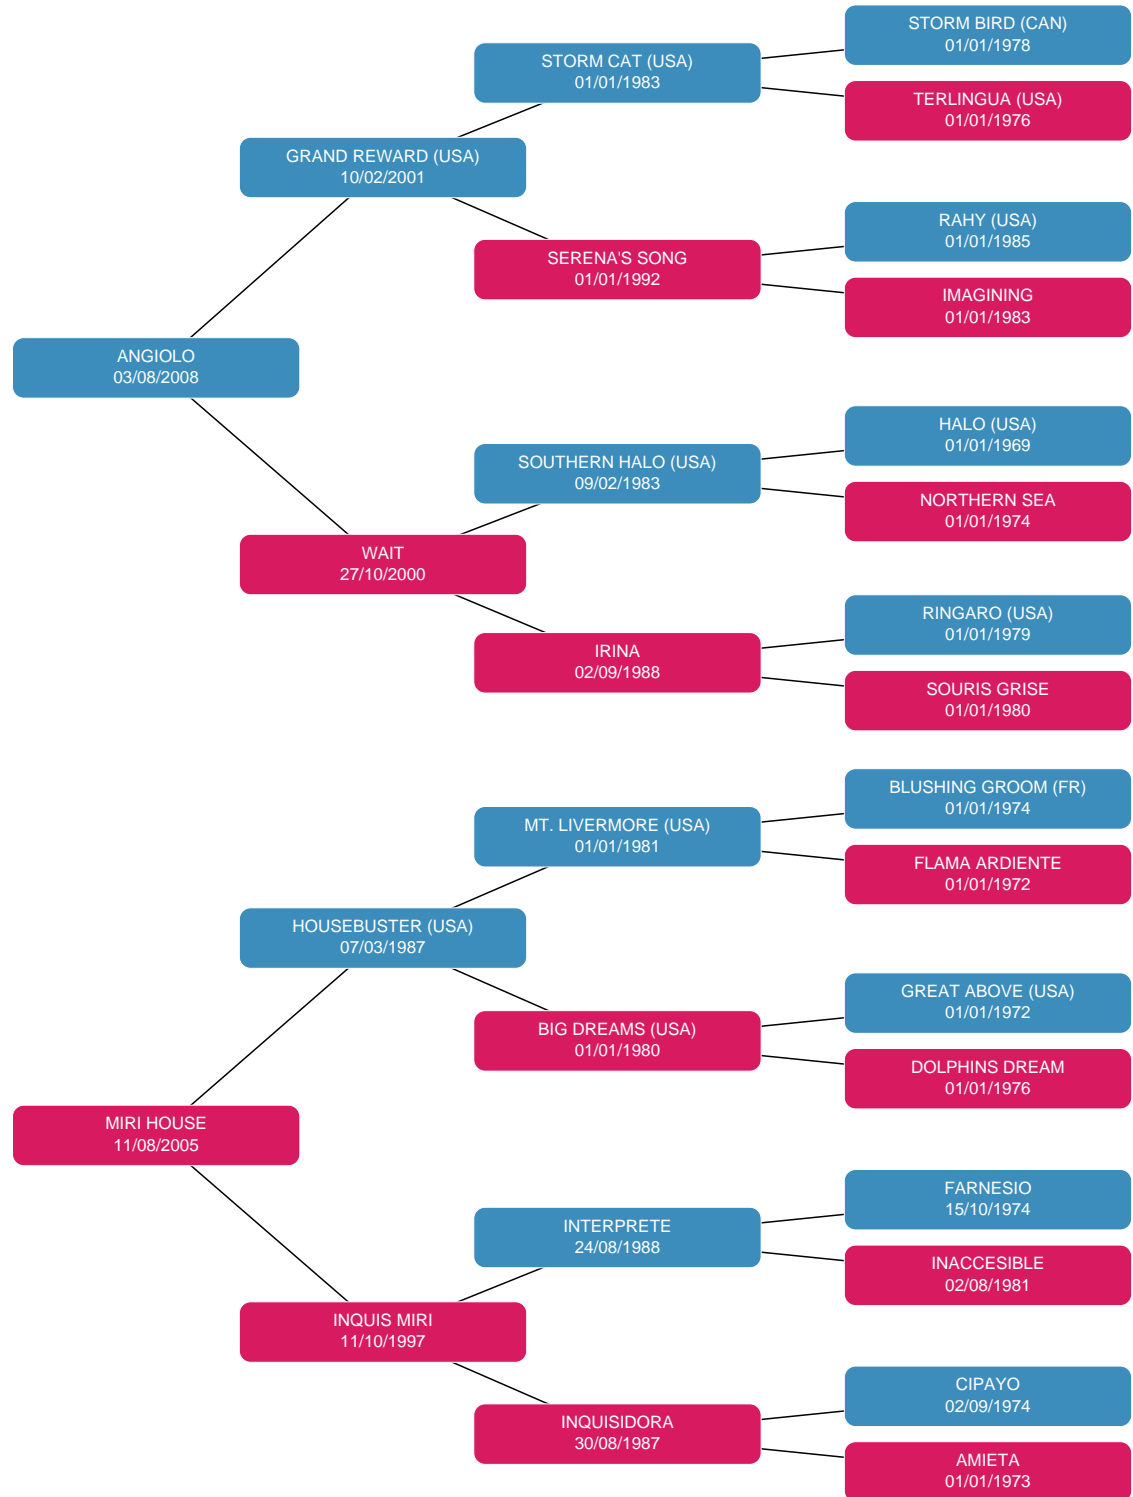 STORM BIRD (CAN)
01/01/1978
STORM CAT (USA)
01/01/1983
TERLINGUA (USA)
01/01/1976
GRAND REWARD (USA)
10/02/2001
RAHY (USA)
01/01/1985
SERENA'S SONG
01/01/1992
IMAGINING
01/01/1983
ANGIOLO
03/08/2008
HALO (USA)
01/01/1969
SOUTHERN HALO (USA)
09/02/1983
NORTHERN SEA
01/01/1974
WAIT
27/10/2000
RINGARO (USA)
01/01/1979
IRINA
02/09/1988
SOURIS GRISE
01/01/1980
BLUSHING GROOM (FR)
01/01/1974
MT. LIVERMORE (USA)
01/01/1981
FLAMA ARDIENTE
01/01/1972
HOUSEBUSTER (USA)
07/03/1987
GREAT ABOVE (USA)
01/01/1972
BIG DREAMS (USA)
01/01/1980
DOLPHINS DREAM
01/01/1976
MIRI HOUSE
11/08/2005
FARNESIO
15/10/1974
INTERPRETE
24/08/1988
INACCESIBLE
02/08/1981
INQUIS MIRI
11/10/1997
CIPAYO
02/09/1974
INQUISIDORA
30/08/1987
AMIETA
01/01/1973